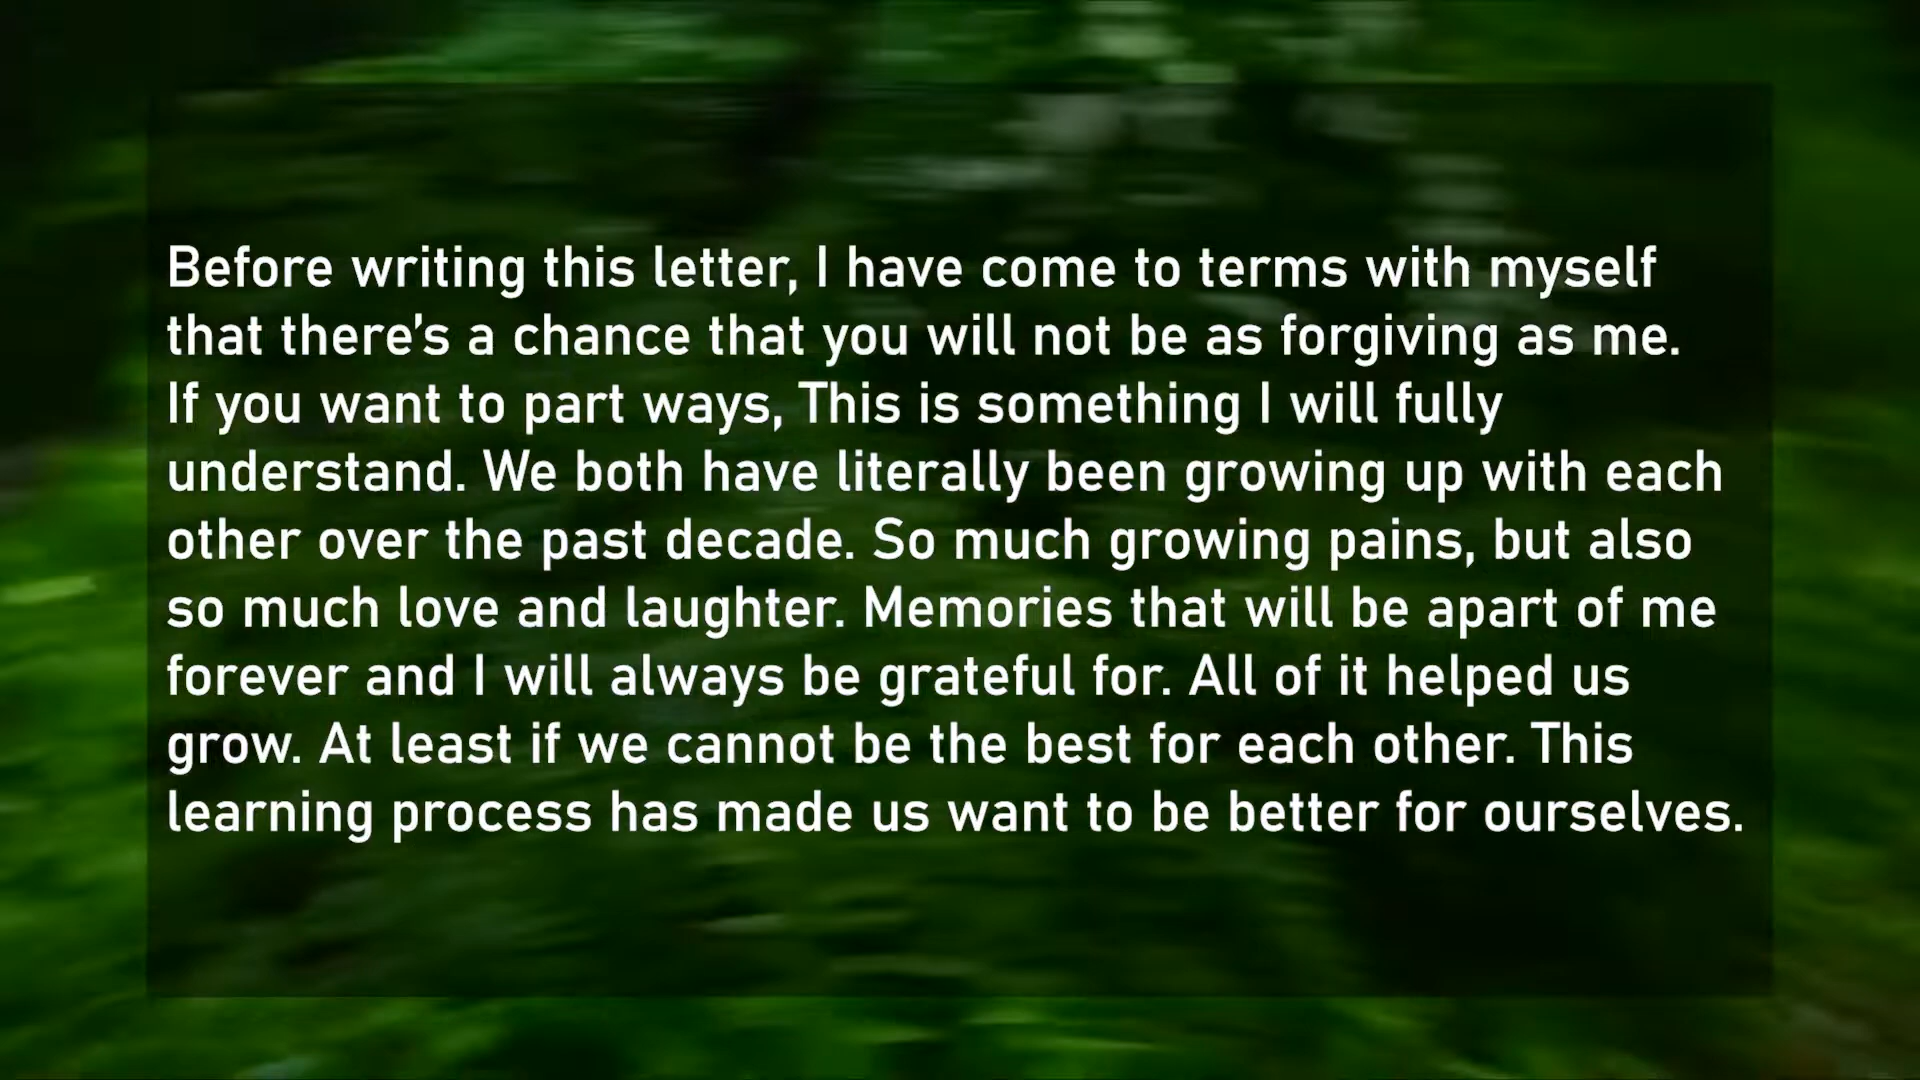 Before writing this letter, I have come to terms with myself
that there’s a chance that you will not be as forgiving as me.
If you want to part ways, This is something I will fully
understand. We both have literally been growing up with each
other over the past decade. So much growing pains, but also
so much love and laughter. Memories that will be apart of me
forever and I will always be grateful for. All of it helped us
grow. At least if we cannot be the best for each other. This
learning process has made us want to be better for ourselves.